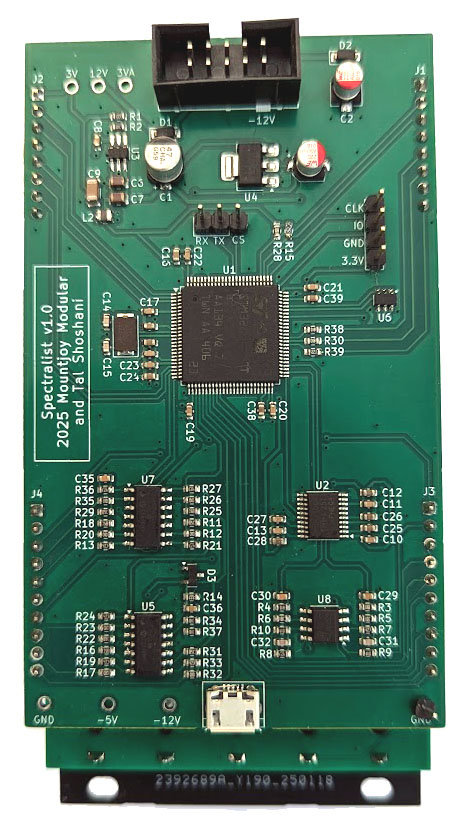 D2
J2
3V
12V
3VA
J1
-12V
C2
R1
R2
C8
D1
U3
47
C9
C3
C7
C1
U4
L2
CLK
IO
GND
3.3V
RX TX CS
C13
C22
R28
R15
U1
U6
C21
C39
C14
C17
R38
R30
R39
C15
C23
C24
C19
C38
C20
Spectralist v1.0
2025 Mountjoy Modular
and Tal Shoshani
J4
C35
R36
R35
R29
R18
R20
R13
U7
R27
R26
R25
R11
R12
R21
U2
C27
C13
C28
C12
C11
C26
C25
C10
J3
D3
R14
C36
R34
R37
R24
R23
R22
R16
R19
R17
U5
R31
R33
R32
C30
R4
R6
R10
C32
R8
U8
C29
R3
R5
R7
C31
R9
GND
-5V
-12V
GND
2392689A_Y190_250118